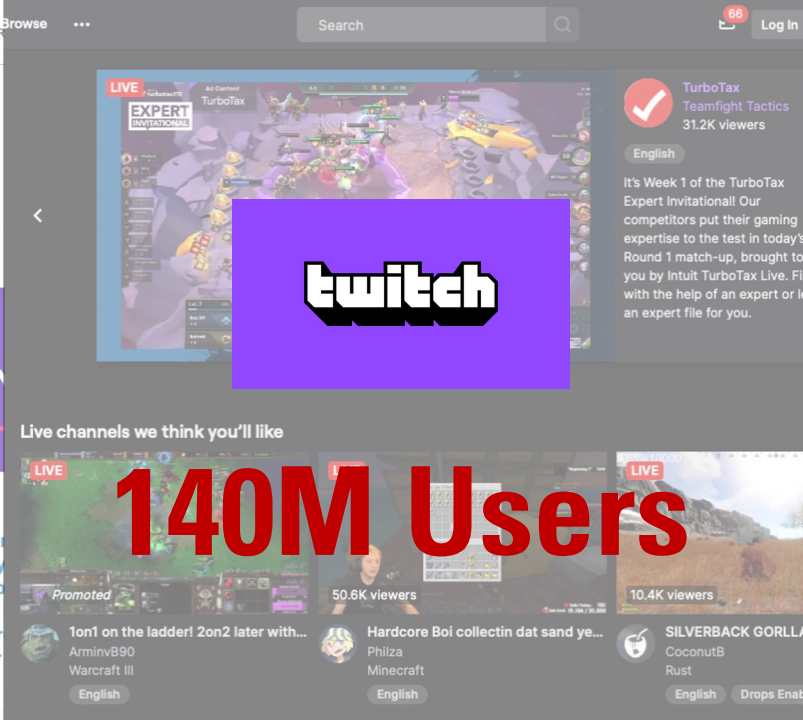 Browse
Search
66
Log In
LIVE
Ad Content
TurboTax
EXPERT
INVITATIONAL
TurboTax
Teamfight Tactics
31.2K viewers
English
It's Week 1 of the TurboTax
Expert Invitational! Our
competitors put their gaming
expertise to the test in today's
Round 1 match-up, brought to
you by Intuit TurboTax Live. Fi
with the help of an expert or le
an expert file for you.
twitch
Live channels we think you'll like
LIVE
LIVE
140M Users
Promoted
50.6K viewers
10.4K viewers
1on1 on the ladder! 2on2 later with...
ArminvB90
Warcraft III
English
Hardcore Boi collectin dat sand ye...
Philza
Minecraft
English
SILVERBACK GORLLA
CoconutB
Rust
English
Drops Enab